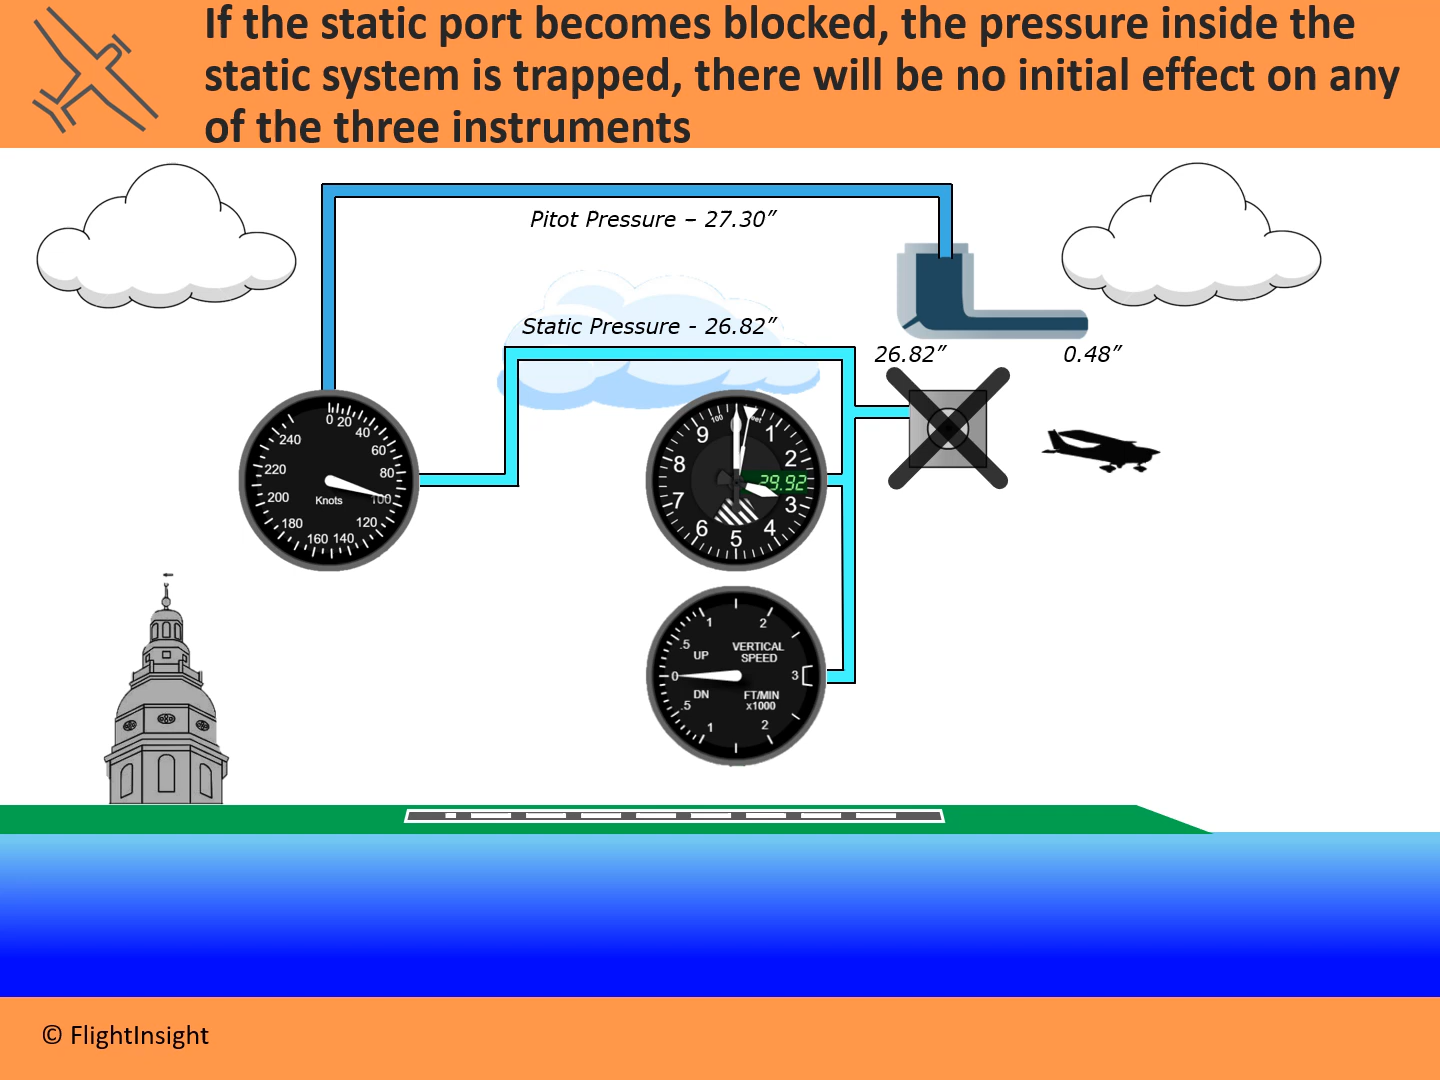 If the static port becomes blocked, the pressure inside the
static system is trapped, there will be no initial effect on any
of the three instruments
Pitot Pressure – 27.30”
Static Pressure - 26.82”
26.82”
0.48”
0 20
40
60
80
100
120
160 140
180
200
220
240
Knots
100
feet
9
1
8
2
29.92
7
3
6
4
5
1
2
.5
UP
VERTICAL
SPEED
0
3
DN
FT/MIN
x1000
.5
1
2
© FlightInsight